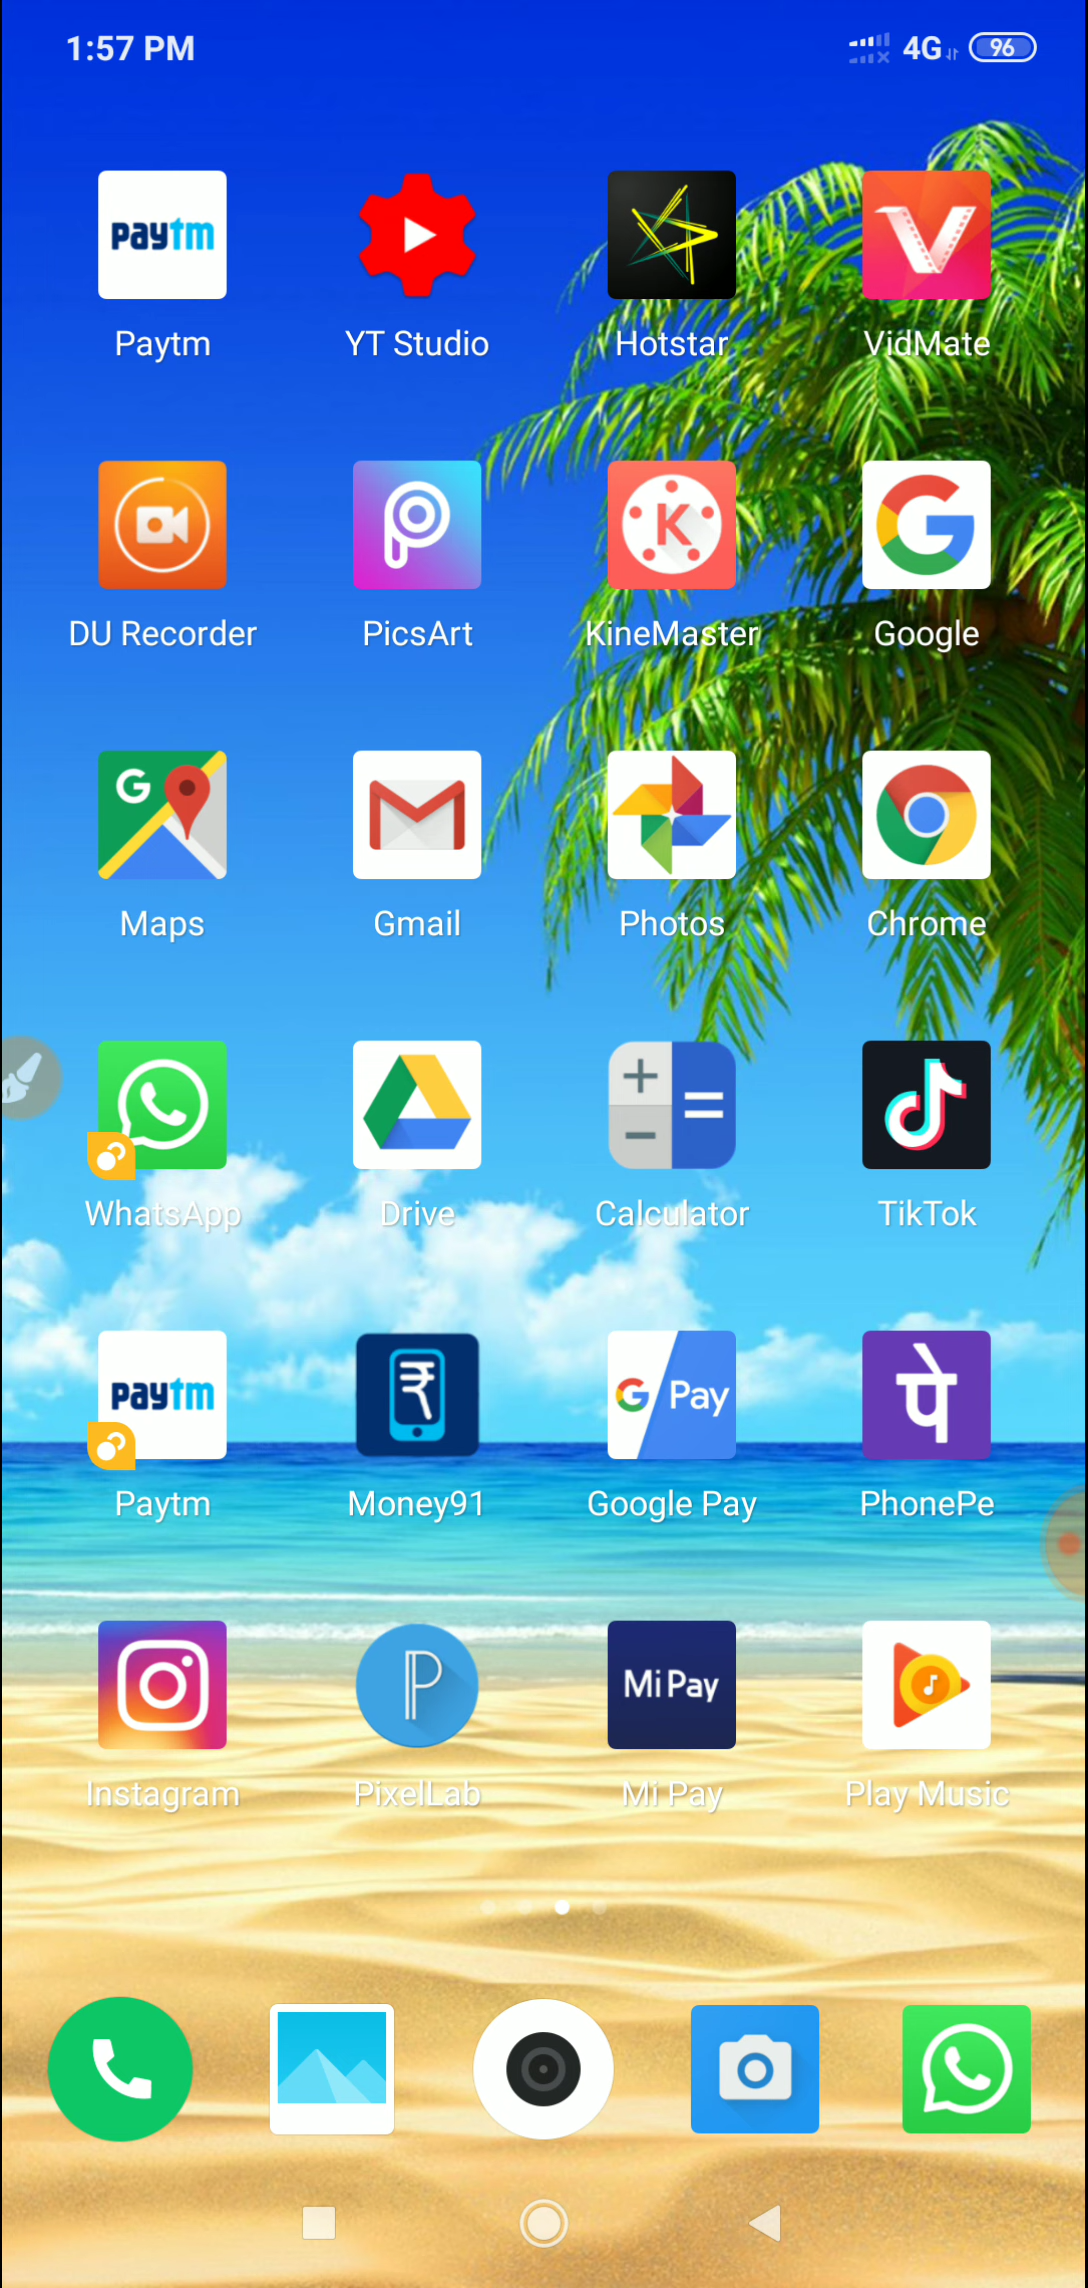 1:57 PM 4G 96
paytm
Paytm YT Studio Hotstar VidMate
K G
DU Recorder PicsArt KineMaster Google
G
Maps Gmail Photos Chrome
WhatsApp Drive Calculator TikTok
paytm ₹ G Pay पे
Paytm Money91 Google Pay PhonePe
P Mi Pay
Instagram PixelLab Mi Pay Play Music